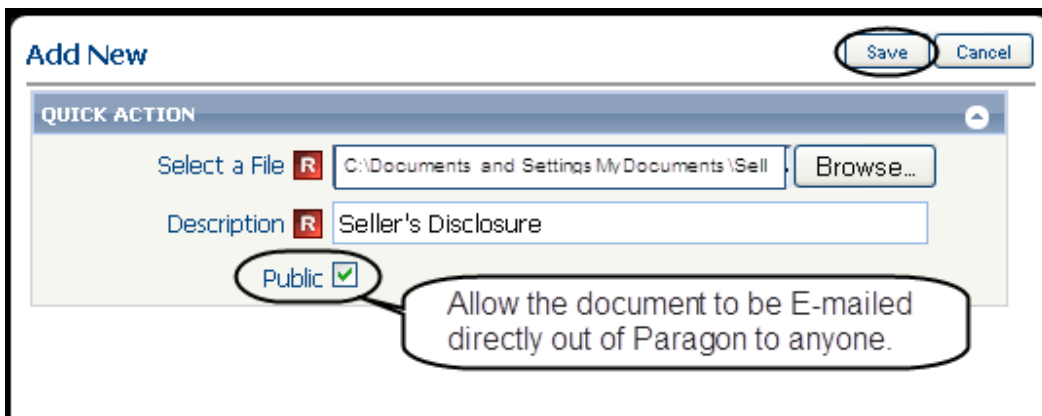 Add New
Save Cancel
QUICK ACTION
Select a File R C:\Documents and Settings My Documents \Sell Browse...
Description R Seller's Disclosure
Public
Allow the document to be E-mailed
directly out of Paragon to anyone.